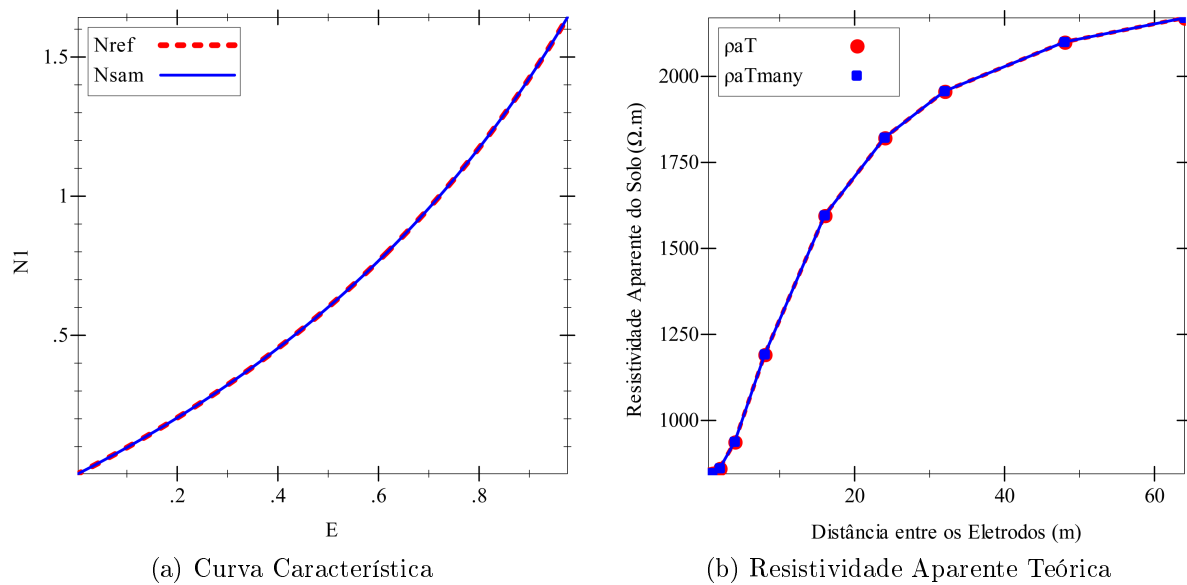 Nref
Nsam
1.5
1
.5
N1
.2
.4
.6
.8
E
(a) Curva Característica
ρaT
ρaTmany
2000
1750
1500
1250
1000
Resistividade Aparente do Solo (Ω.m)
20
40
60
Distância entre os Eletrodos (m)
(b) Resistividade Aparente Teórica